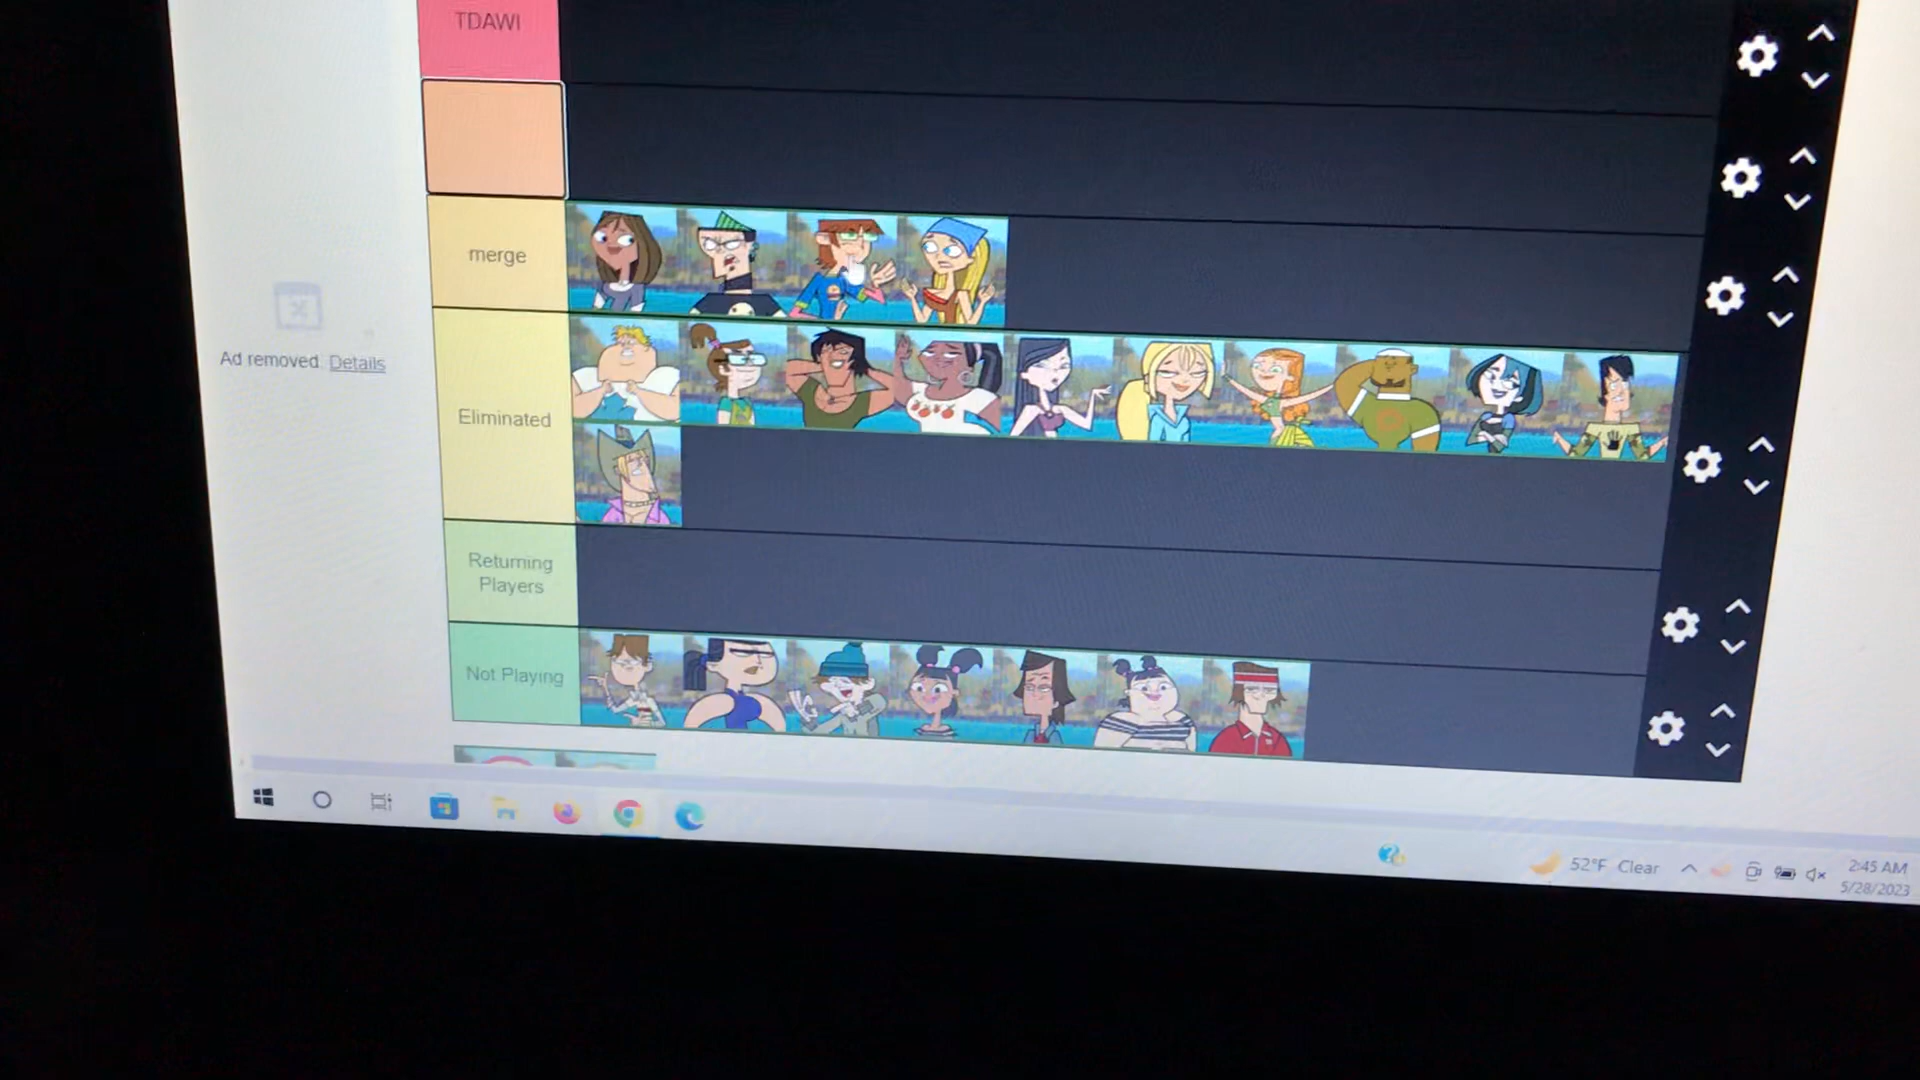 TDAWI
merge
Ad removed. Details
Eliminated
Returning
Players
Not Playing
52°F Clear
2:45 AM
5/28/2023